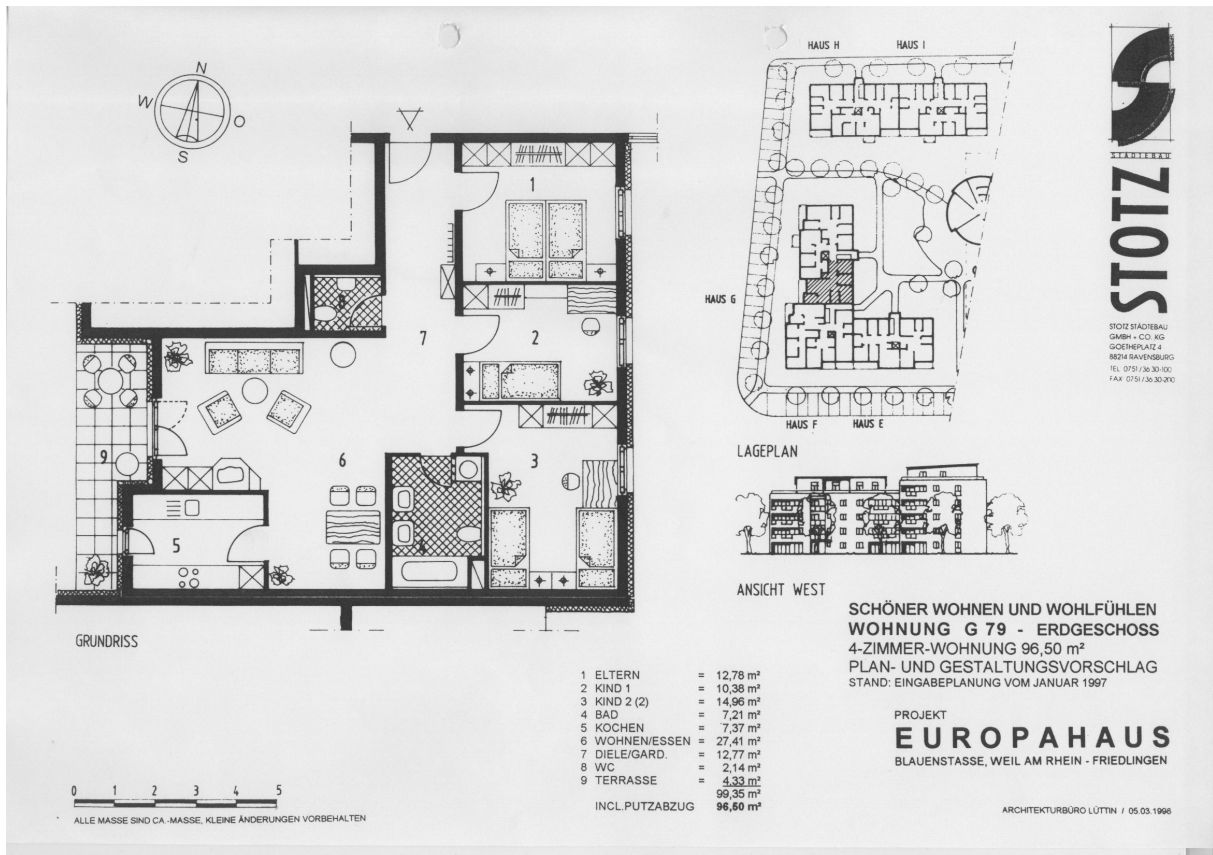 N
W
O
S
1
2
3
4
5
6
7
8
9
GRUNDRISS
0 1 2 3 4 5
ALLE MASSE SIND CA.-MASSE, KLEINE ÄNDERUNGEN VORBEHALTEN
1 ELTERN = 12,78 m²
2 KIND 1 = 10,38 m²
3 KIND 2 (2) = 14,96 m²
4 BAD = 7,21 m²
5 KOCHEN = 7,37 m²
6 WOHNEN/ESSEN = 27,41 m²
7 DIELE/GARD. = 12,77 m²
8 WC = 2,14 m²
9 TERRASSE = 4,33 m²
99,35 m²
INCL.PUTZABZUG 96,50 m²
HAUS H HAUS I
HAUS G
HAUS F HAUS E
LAGEPLAN
ANSICHT WEST
STÄDTEBAU
STOTZ
STOTZ STÄDTEBAU
GMBH + CO. KG
GOETHEPLATZ 4
88214 RAVENSBURG
TEL. 0751/36 30-100
FAX 0751/36 30-200
SCHÖNER WOHNEN UND WOHLFÜHLEN
WOHNUNG G 79 - ERDGESCHOSS
4-ZIMMER-WOHNUNG 96,50 m²
PLAN- UND GESTALTUNGSVORSCHLAG
STAND: EINGABEPLANUNG VOM JANUAR 1997
PROJEKT
EUROPAHAUS
BLAUENSTASSE, WEIL AM RHEIN - FRIEDLINGEN
ARCHITEKTURBÜRO LÜTTIN / 05.03.1998